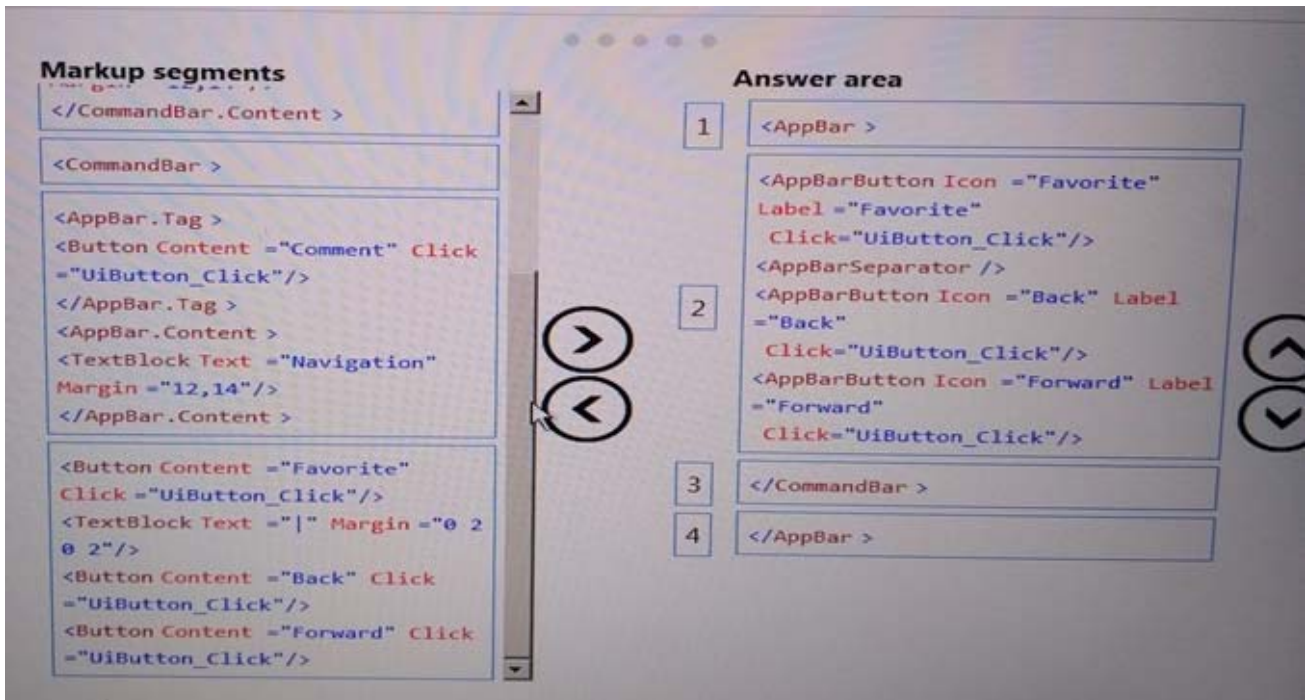 Markup segments
</CommandBar.Content >
<CommandBar >
<AppBar.Tag >
<Button Content ="Comment" Click
="UiButton_Click"/>
</AppBar.Tag >
<AppBar.Content >
<TextBlock Text ="Navigation"
Margin ="12,14"/>
</AppBar.Content >
<Button Content ="Favorite"
Click ="UiButton_Click"/>
<TextBlock Text ="|" Margin ="0 2
0 2"/>
<Button Content ="Back" Click
="UiButton_Click"/>
<Button Content ="Forward" Click
="UiButton_Click"/>
Answer area
1
<AppBar >
2
<AppBarButton Icon ="Favorite"
Label ="Favorite"
Click="UiButton_Click"/>
<AppBarSeparator />
<AppBarButton Icon ="Back" Label
="Back"
Click="UiButton_Click"/>
<AppBarButton Icon ="Forward" Label
="Forward"
Click="UiButton_Click"/>
3
</CommandBar >
4
</AppBar >